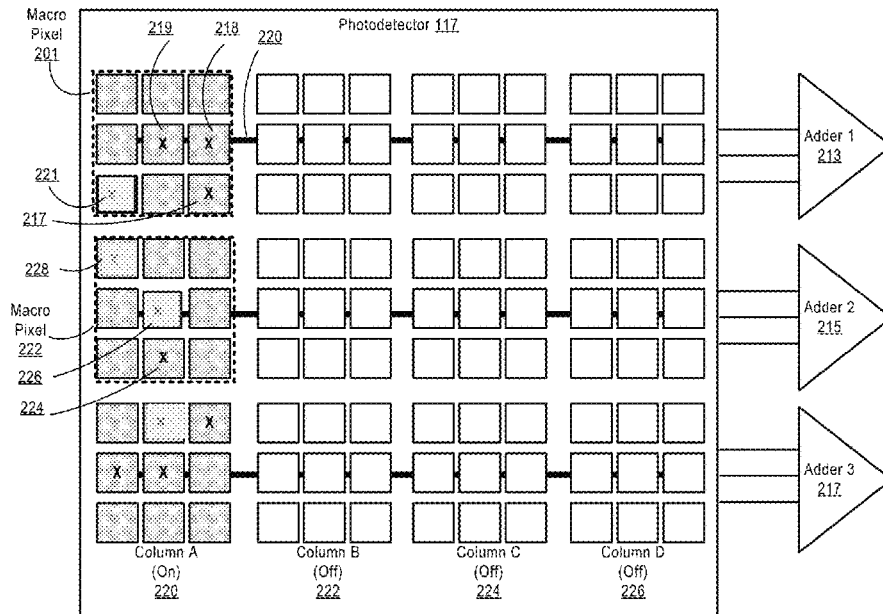 Macro
Pixel
201
219
218
220
Photodetector 117
X X
X
221
217
Adder 1
213
228
Macro
Pixel
222
226
224
X
Adder 2
215
X
X X
Adder 3
217
Column A
(On)
220
Column B
(Off)
222
Column C
(Off)
224
Column D
(Off)
226